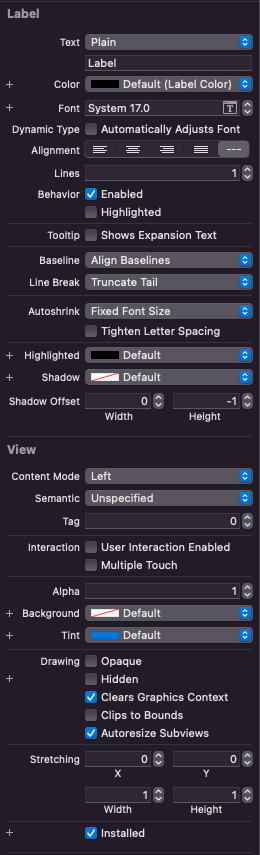 Label
Text Plain
Label
+ Color Default (Label Color)
+ Font System 17.0 T
Dynamic Type Automatically Adjusts Font
Alignment ---
Lines 1
Behavior Enabled
Highlighted
Tooltip Shows Expansion Text
Baseline Align Baselines
Line Break Truncate Tail
Autoshrink Fixed Font Size
Tighten Letter Spacing
+ Highlighted Default
+ Shadow Default
Shadow Offset 0 -1
Width Height
View
Content Mode Left
Semantic Unspecified
Tag 0
Interaction User Interaction Enabled
Multiple Touch
Alpha 1
+ Background Default
+ Tint Default
Drawing Opaque
+ Hidden
Clears Graphics Context
Clips to Bounds
Autoresize Subviews
Stretching 0 0
X Y
1 1
Width Height
+ Installed